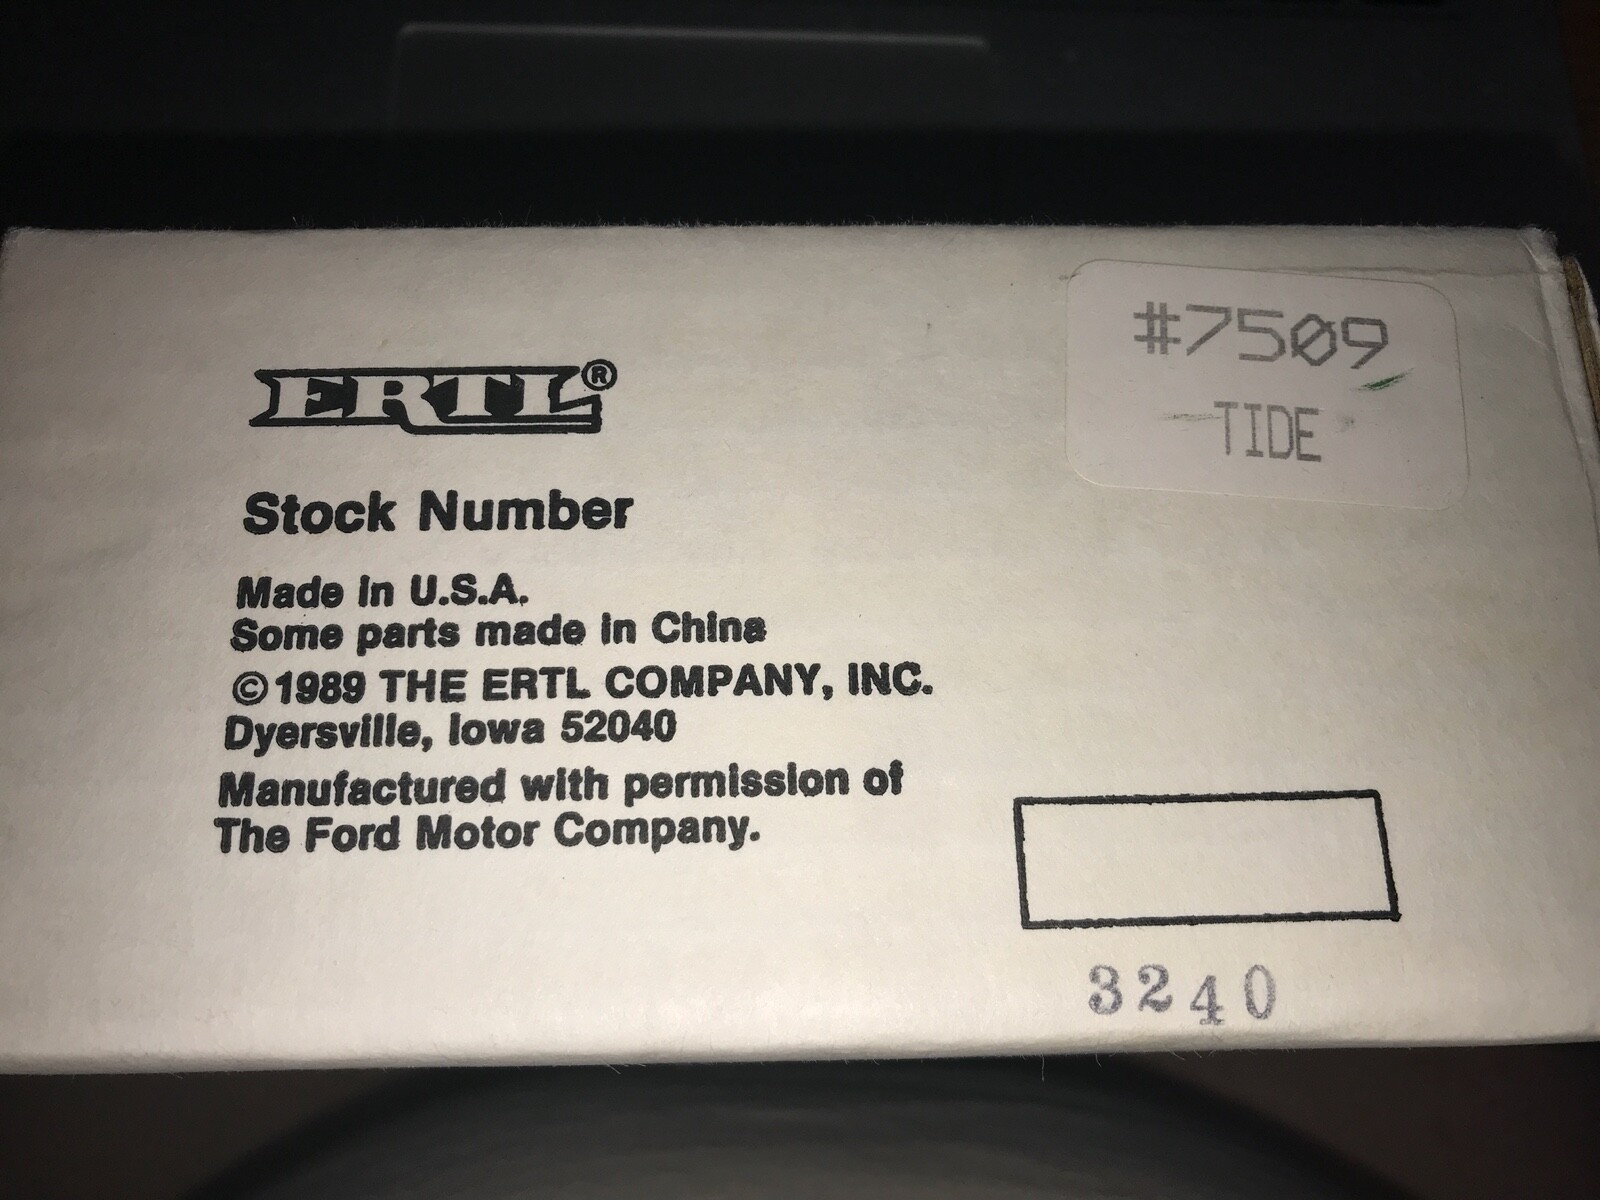 ERTL®
#7509
TIDE
Stock Number
Made in U.S.A.
Some parts made in China
©1989 THE ERTL COMPANY, INC.
Dyersville, Iowa 52040
Manufactured with permission of
The Ford Motor Company.
3240